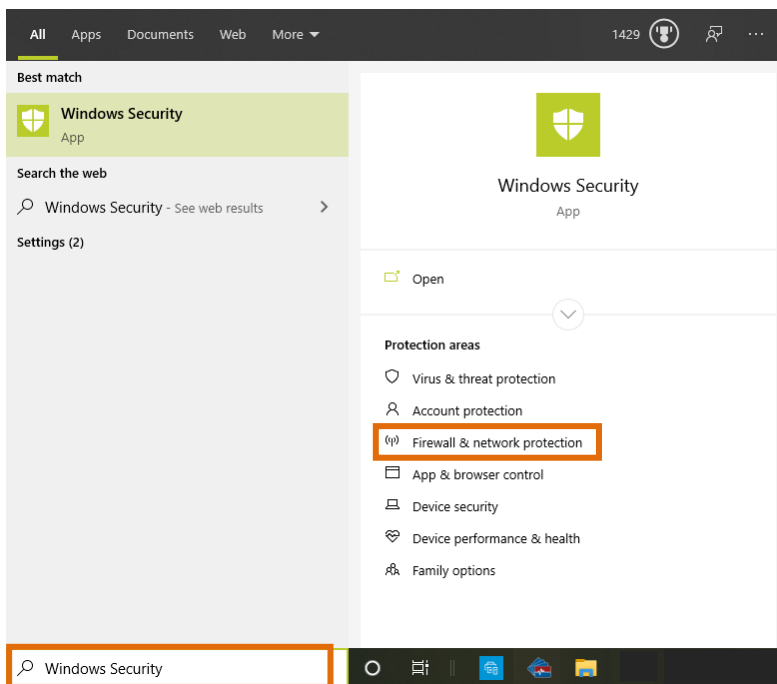 All Apps Documents Web More 1429 ...
Best match
Windows Security
App
Search the web
Windows Security - See web results
Settings (2)
Windows Security
App
Open
Protection areas
Virus & threat protection
Account protection
Firewall & network protection
App & browser control
Device security
Device performance & health
Family options
Windows Security